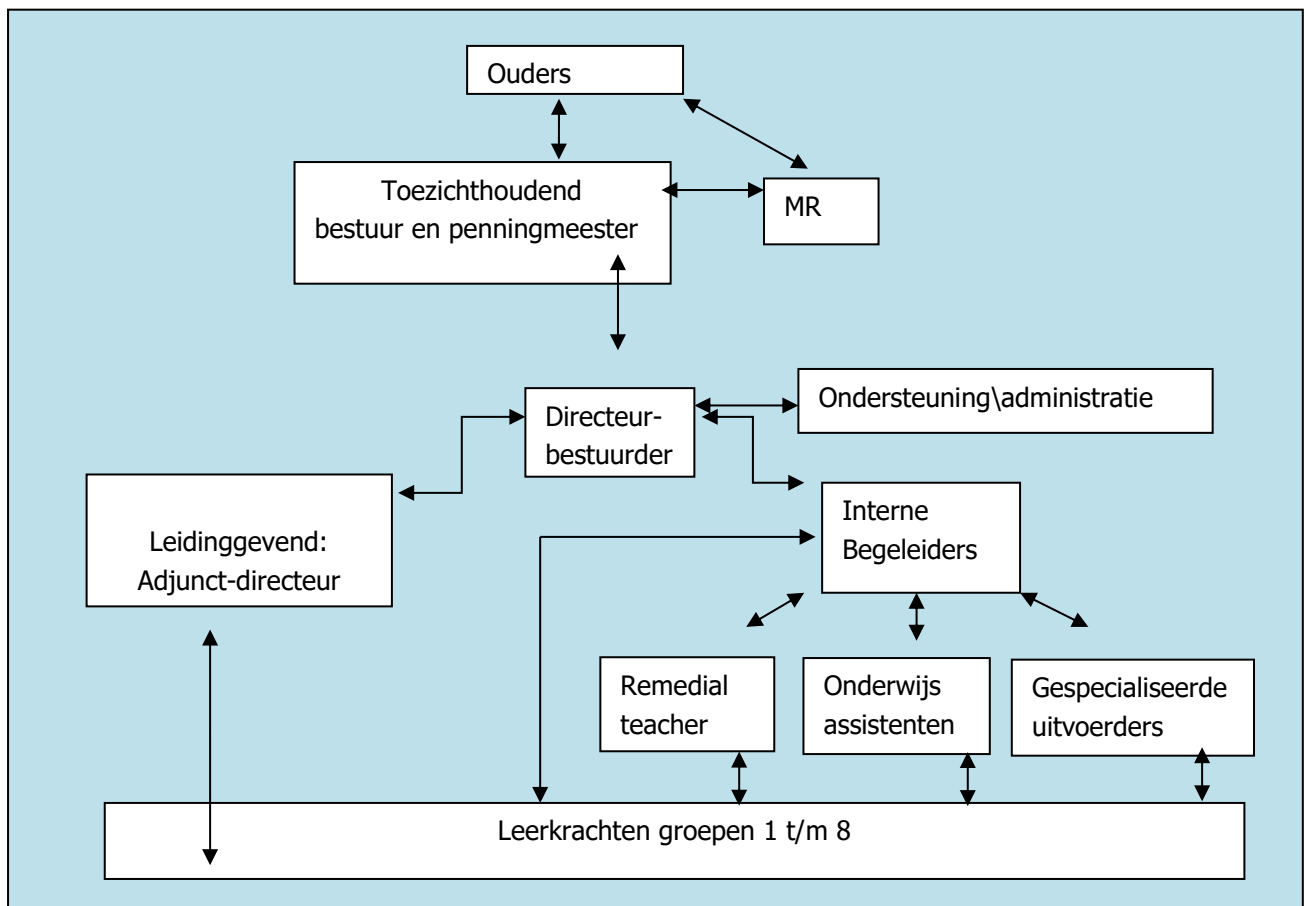 Ouders
Toezichthoudend
bestuur en penningmeester
MR
Directeur-
bestuurder
Ondersteuning\administratie
Leidinggevend:
Adjunct-directeur
Interne
Begeleiders
Remedial
teacher
Onderwijs
assistenten
Gespecialiseerde
uitvoerders
Leerkrachten groepen 1 t/m 8